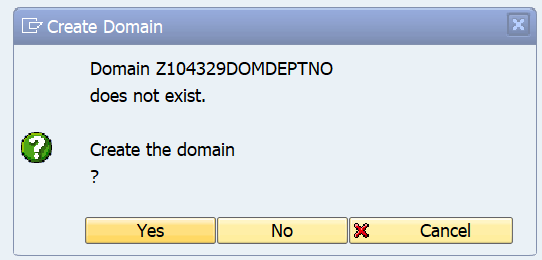 Create Domain
Domain Z104329DOMDEPTNO
does not exist.
Create the domain
?
Yes No Cancel